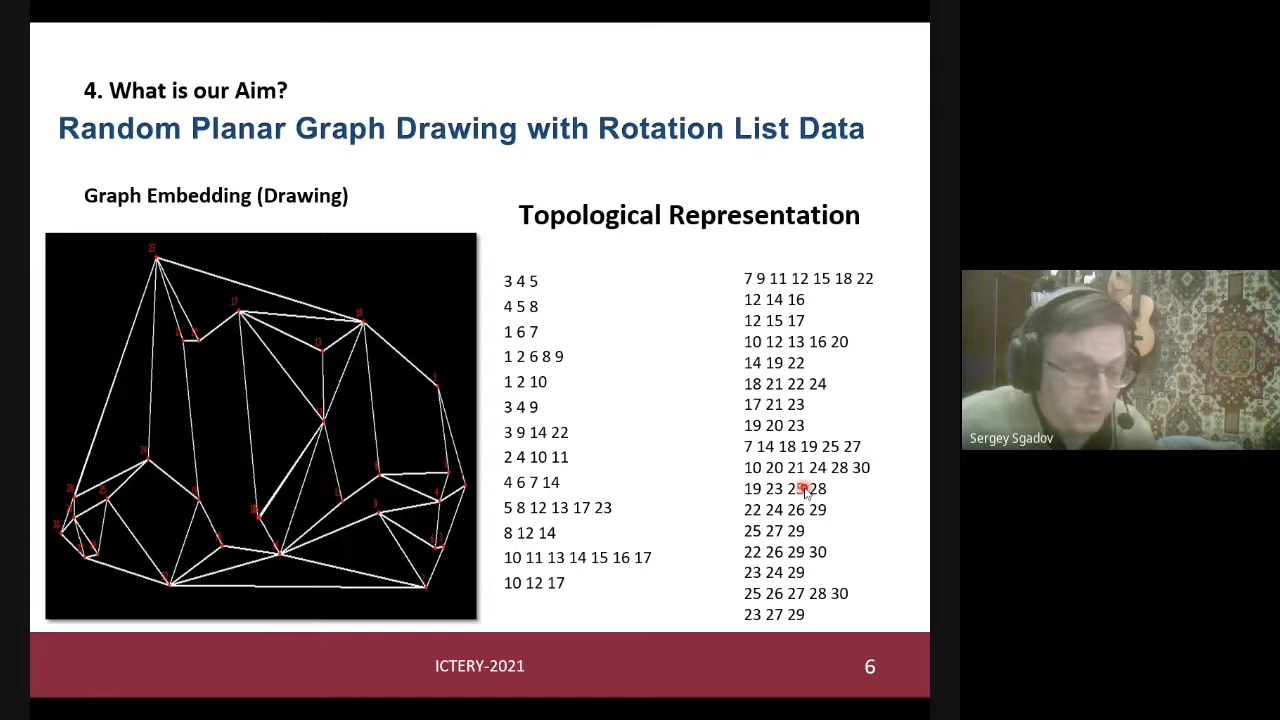 4. What is our Aim?
Random Planar Graph Drawing with Rotation List Data
Graph Embedding (Drawing)
Topological Representation
3 4 5
4 5 8
1 6 7
1 2 6 8 9
1 2 10
3 4 9
3 9 14 22
2 4 10 11
4 6 7 14
5 8 12 13 17 23
8 12 14
10 11 13 14 15 16 17
10 12 17
7 9 11 12 15 18 22
12 14 16
12 15 17
10 12 13 16 20
14 19 22
18 21 22 24
17 21 23
19 20 23
7 14 18 19 25 27
10 20 21 24 28 30
19 23 28
22 24 26 29
25 27 29
22 26 29 30
23 24 29
25 26 27 28 30
23 27 29
ICTERY-2021
6
Sergey Sgadov